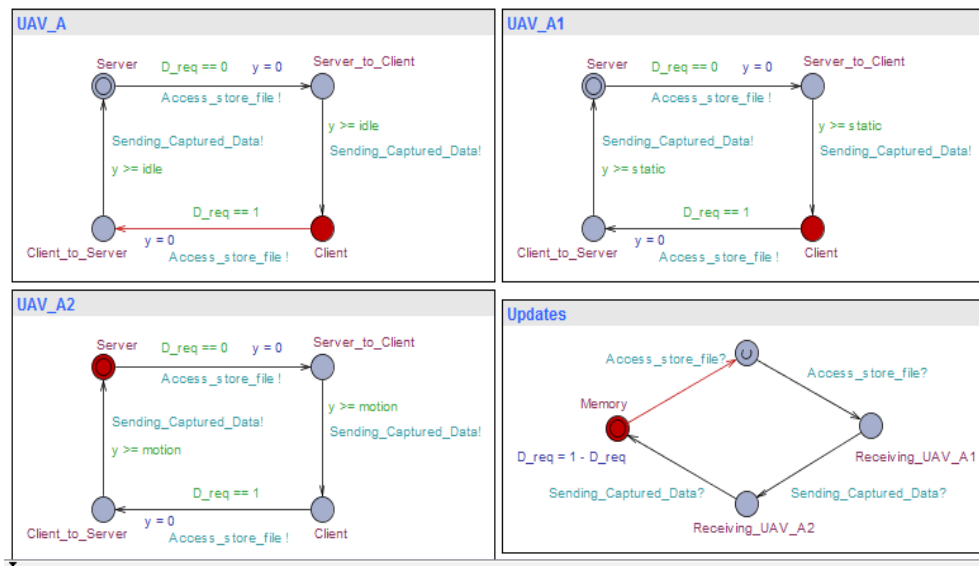 UAV_A
Server
D_req == 0
y = 0
Server_to_Client
Access_store_file !
Sending_Captured_Data!
y >= idle
y >= idle
Sending_Captured_Data!
D_req == 1
Client_to_Server
y = 0
Access_store_file !
Client
UAV_A1
Server
D_req == 0
y = 0
Server_to_Client
Access_store_file !
Sending_Captured_Data!
y >= static
y >= static
Sending_Captured_Data!
D_req == 1
Client_to_Server
y = 0
Access_store_file !
Client
UAV_A2
Server
D_req == 0
y = 0
Server_to_Client
Access_store_file !
Sending_Captured_Data!
y >= motion
y >= motion
Sending_Captured_Data!
D_req == 1
Client_to_Server
y = 0
Access_store_file !
Client
Updates
Access_store_file?
Access_store_file?
Memory
D_req = 1 - D_req
Receiving_UAV_A1
Sending_Captured_Data?
Sending_Captured_Data?
Receiving_UAV_A2